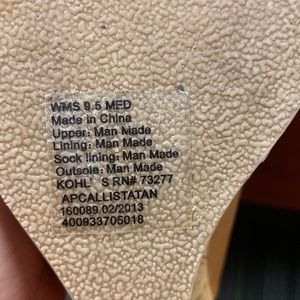 WMS 9.5 MED
Made in China
Upper: Man Made
Lining: Man Made
Sock lining: Man Made
Outsole: Man Made
KOHL S RN# 73277
APCALLISTATAN
160089 02/2013
400933705018